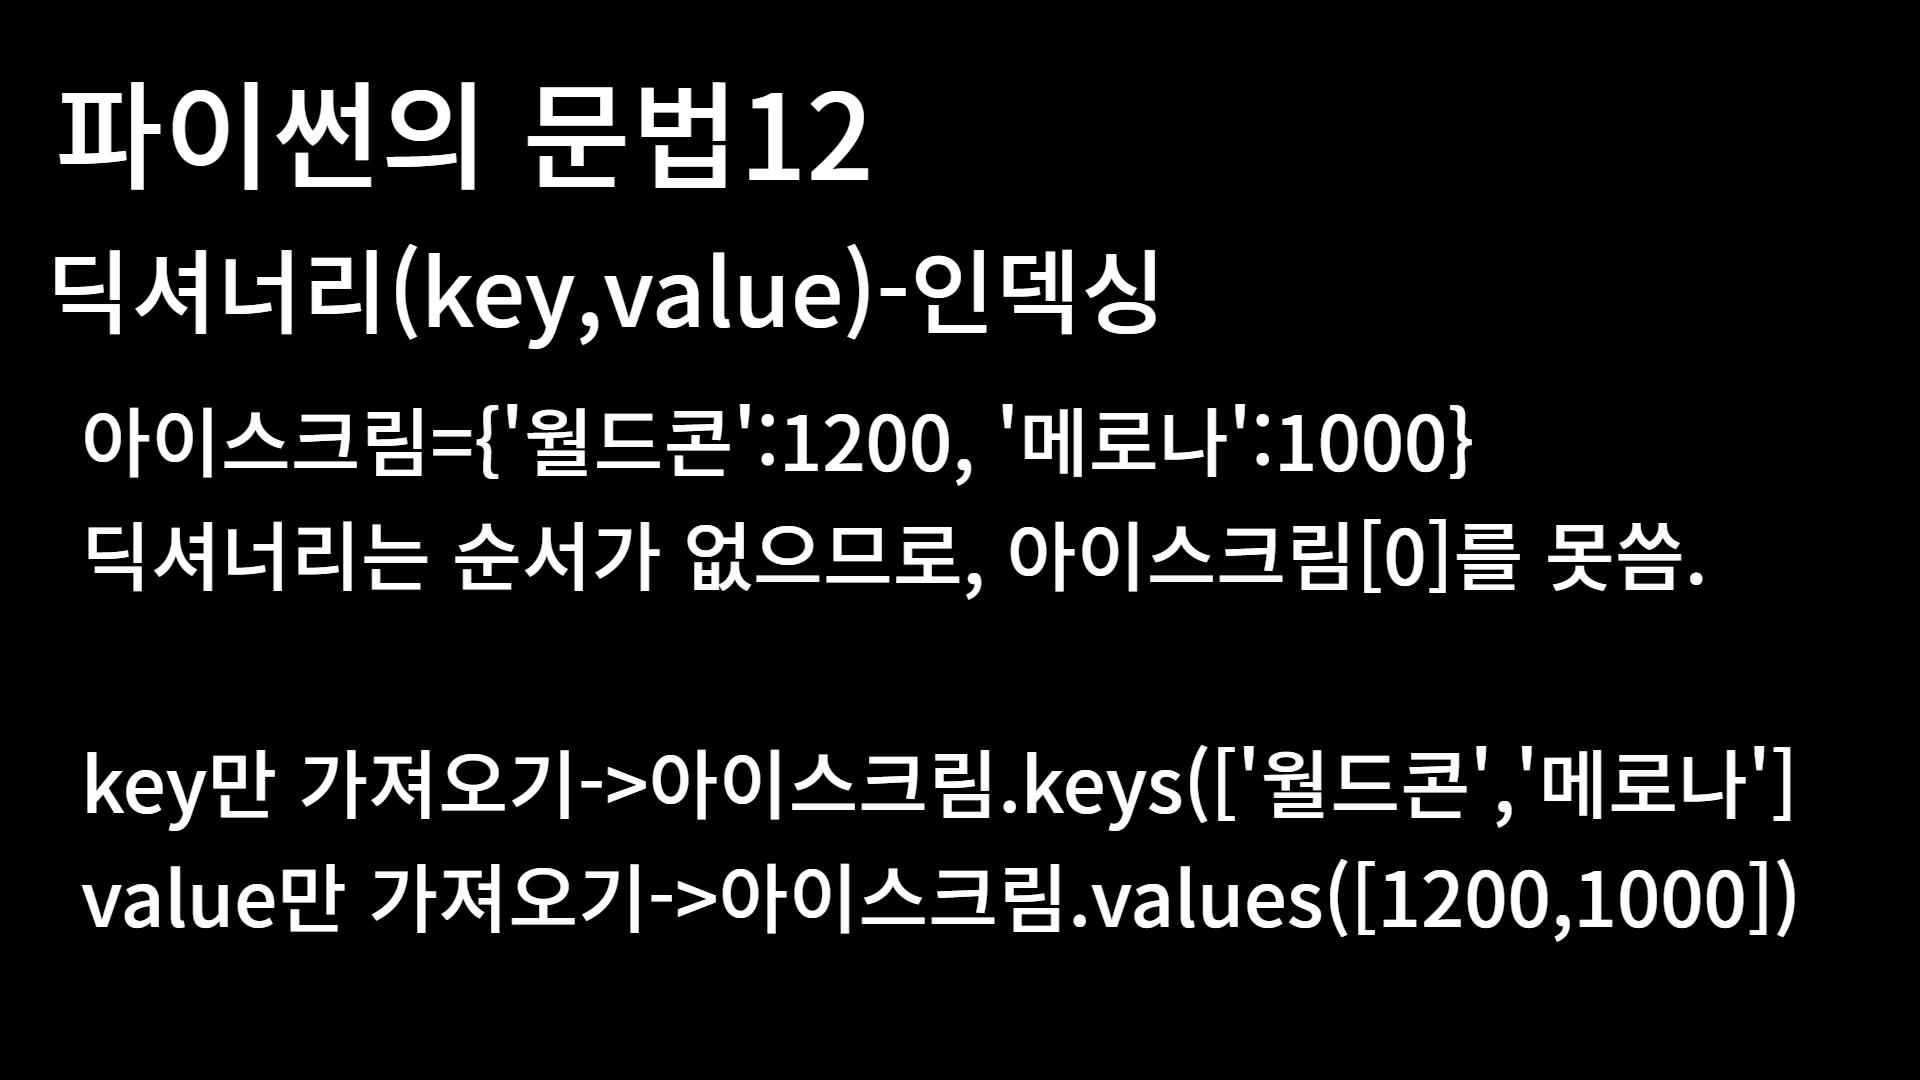 파이썬의 문법12
딕셔너리(key,value)-인덱싱
아이스크림={'월드콘':1200, '메로나':1000}
딕셔너리는 순서가 없으므로, 아이스크림[0]를 못씀.
key만 가져오기->아이스크림.keys(['월드콘','메로나']
value만 가져오기->아이스크림.values([1200,1000])